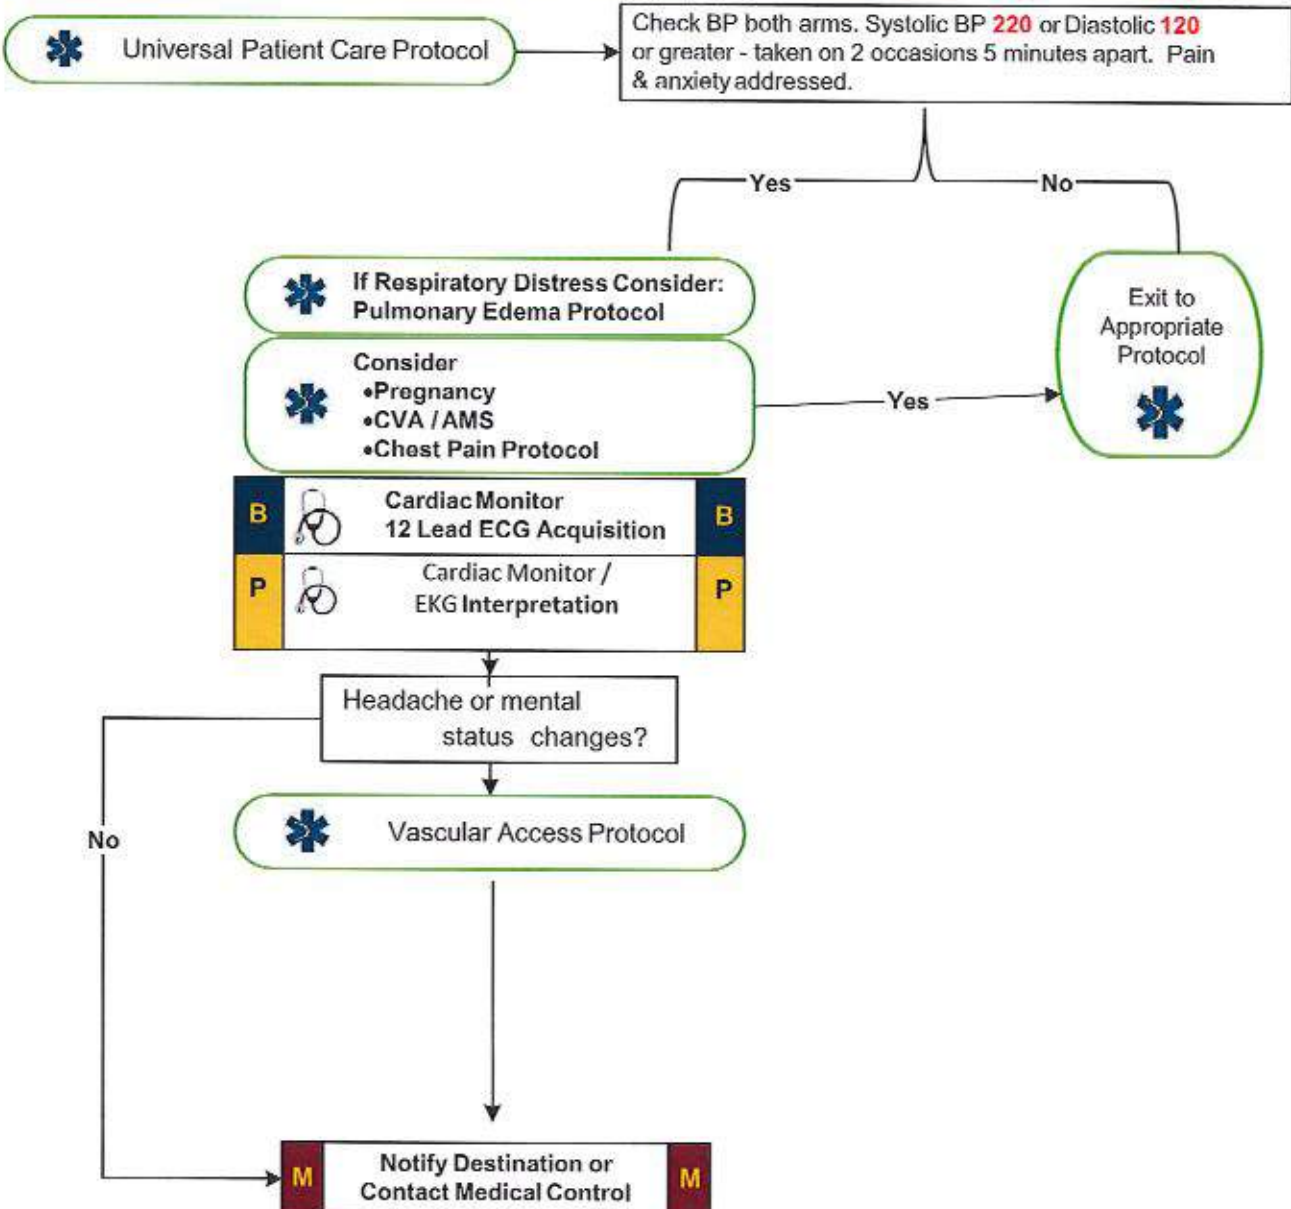 Universal Patient Care Protocol
Check BP both arms. Systolic BP 220 or Diastolic 120
or greater - taken on 2 occasions 5 minutes apart. Pain
& anxiety addressed.
Yes
No
If Respiratory Distress Consider:
Pulmonary Edema Protocol
Exit to
Appropriate
Protocol
Consider
•Pregnancy
•CVA / AMS
•Chest Pain Protocol
Yes
B
Cardiac Monitor
12 Lead ECG Acquisition
B
P
Cardiac Monitor /
EKG Interpretation
P
Headache or mental
status changes?
No
Vascular Access Protocol
M
Notify Destination or
Contact Medical Control
M